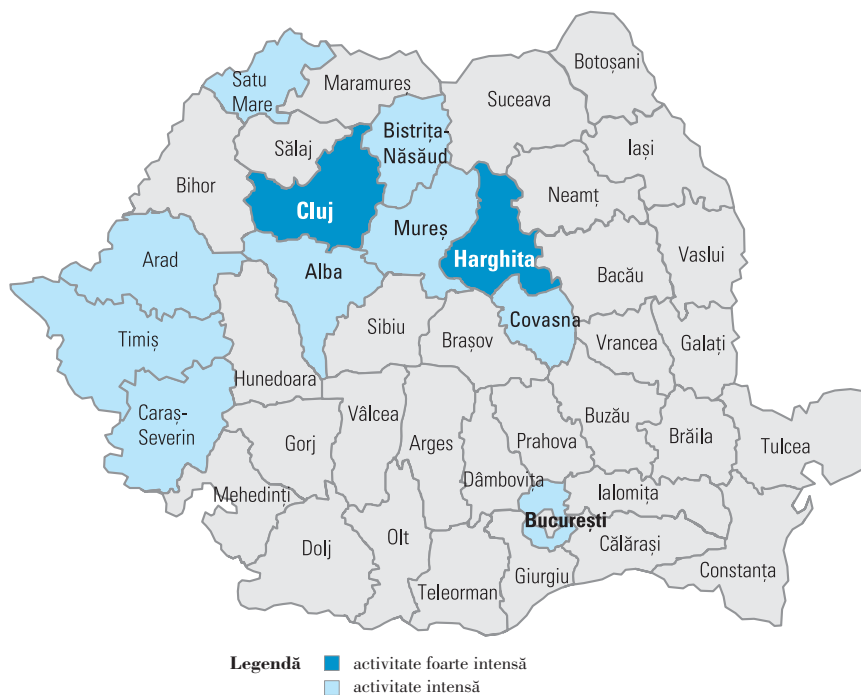 Botoșani
Satu
Mare
Maramureș
Suceava
Bistrița-
Năsăud
Iași
Sălaj
Bihor
Neamț
Cluj
Mureș
Harghita
Vaslui
Arad
Alba
Bacău
Covasna
Sibiu
Timiș
Brașov
Vrancea
Galați
Hunedoara
Caraș-
Severin
Vâlcea
Buzău
Gorj
Arges
Prahova
Brăila
Tulcea
Dâmbovița
Mehedinți
Ialomița
București
Dolj
Olt
Călărași
Giurgiu
Constanța
Teleorman
Legendă
activitate foarte intensă
activitate intensă